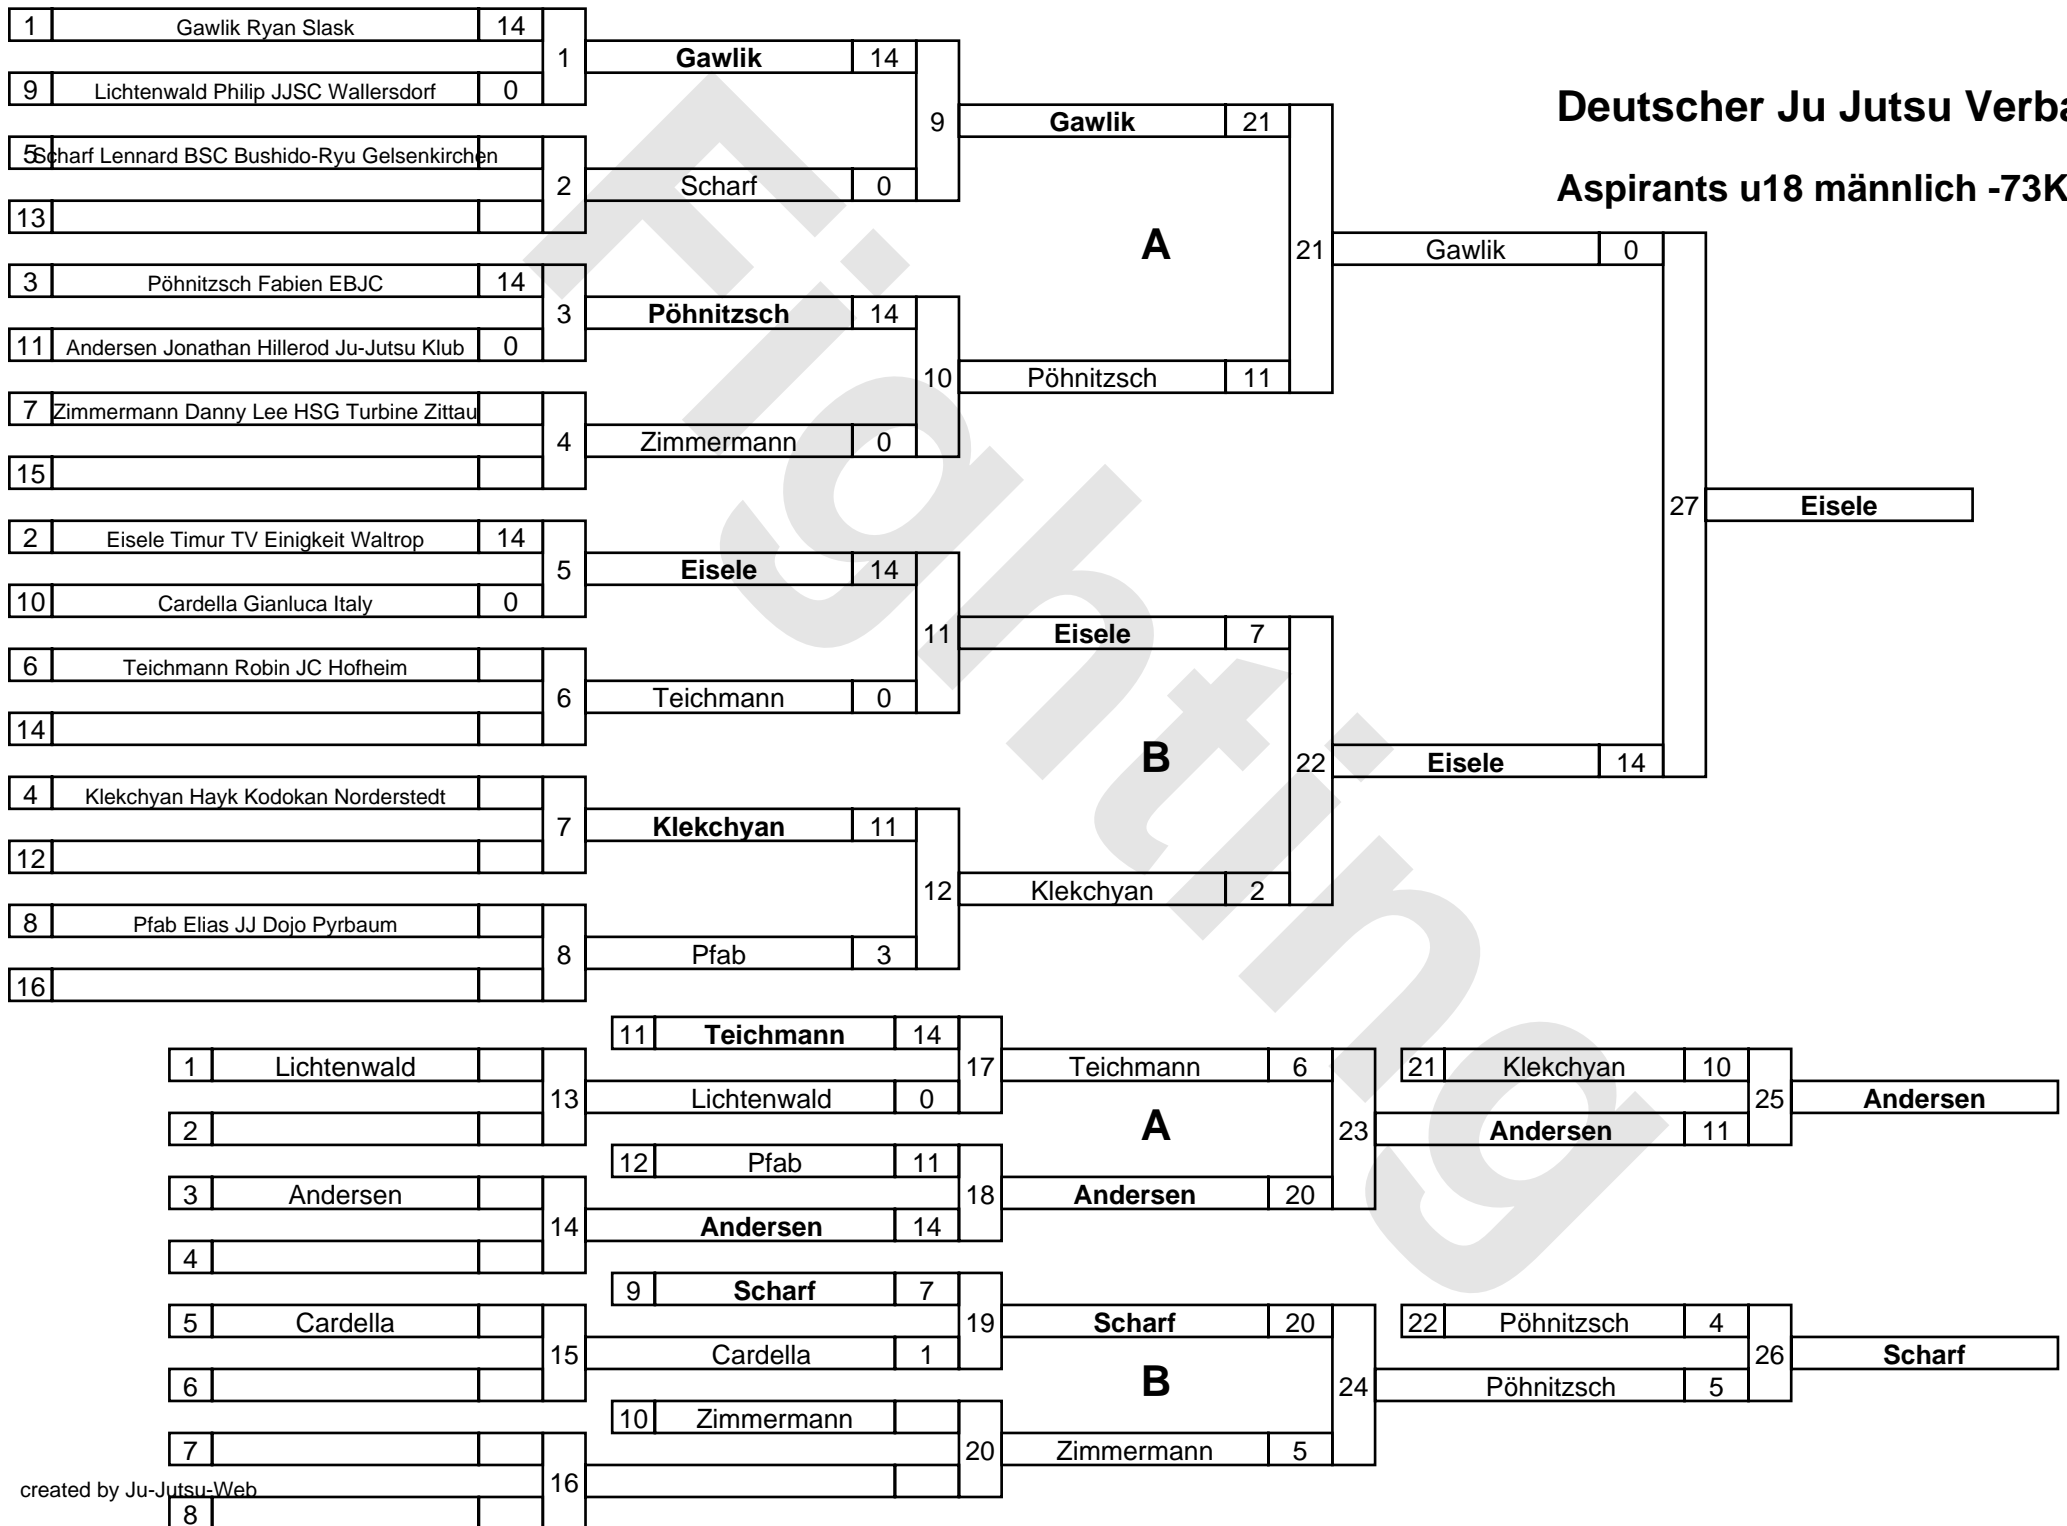 Deutscher Ju Jutsu Verba
Aspirants u18 männlich -73K
1 Gawlik Ryan Slask 14
1
9 Lichtenwald Philip JJSC Wallersdorf 0
Gawlik 14
9
5 Scharf Lennard BSC Bushido-Ryu Gelsenkirchen
2
13
Scharf 0
Gawlik 21
A
21
3 Pöhnitzsch Fabien EBJC 14
3
11 Andersen Jonathan Hillerod Ju-Jutsu Klub 0
Pöhnitzsch 14
10
7 Zimmermann Danny Lee HSG Turbine Zittau
4
15
Zimmermann 0
Pöhnitzsch 11
Gawlik 0
27
Eisele
2 Eisele Timur TV Einigkeit Waltrop 14
5
10 Cardella Gianluca Italy 0
Eisele 14
11
6 Teichmann Robin JC Hofheim
6
14
Teichmann 0
Eisele 7
B
22
Eisele 14
4 Klekchyan Hayk Kodokan Norderstedt
7
12
Klekchyan 11
12
8 Pfab Elias JJ Dojo Pyrbaum
8
16
Pfab 3
Klekchyan 2
11 Teichmann 14
17
1 Lichtenwald
13
2
Lichtenwald 0
Teichmann 6
A
23
12 Pfab 11
18
3 Andersen
14
4
Andersen 14
Andersen 20
21 Klekchyan 10
25
Andersen 11
Andersen
9 Scharf 7
19
5 Cardella
15
6
Cardella 1
Scharf 20
B
24
10 Zimmermann
20
7
16
8
Zimmermann 5
22 Pöhnitzsch 4
26
Pöhnitzsch 5
Scharf
created by Ju-Jutsu-Web
Fighting